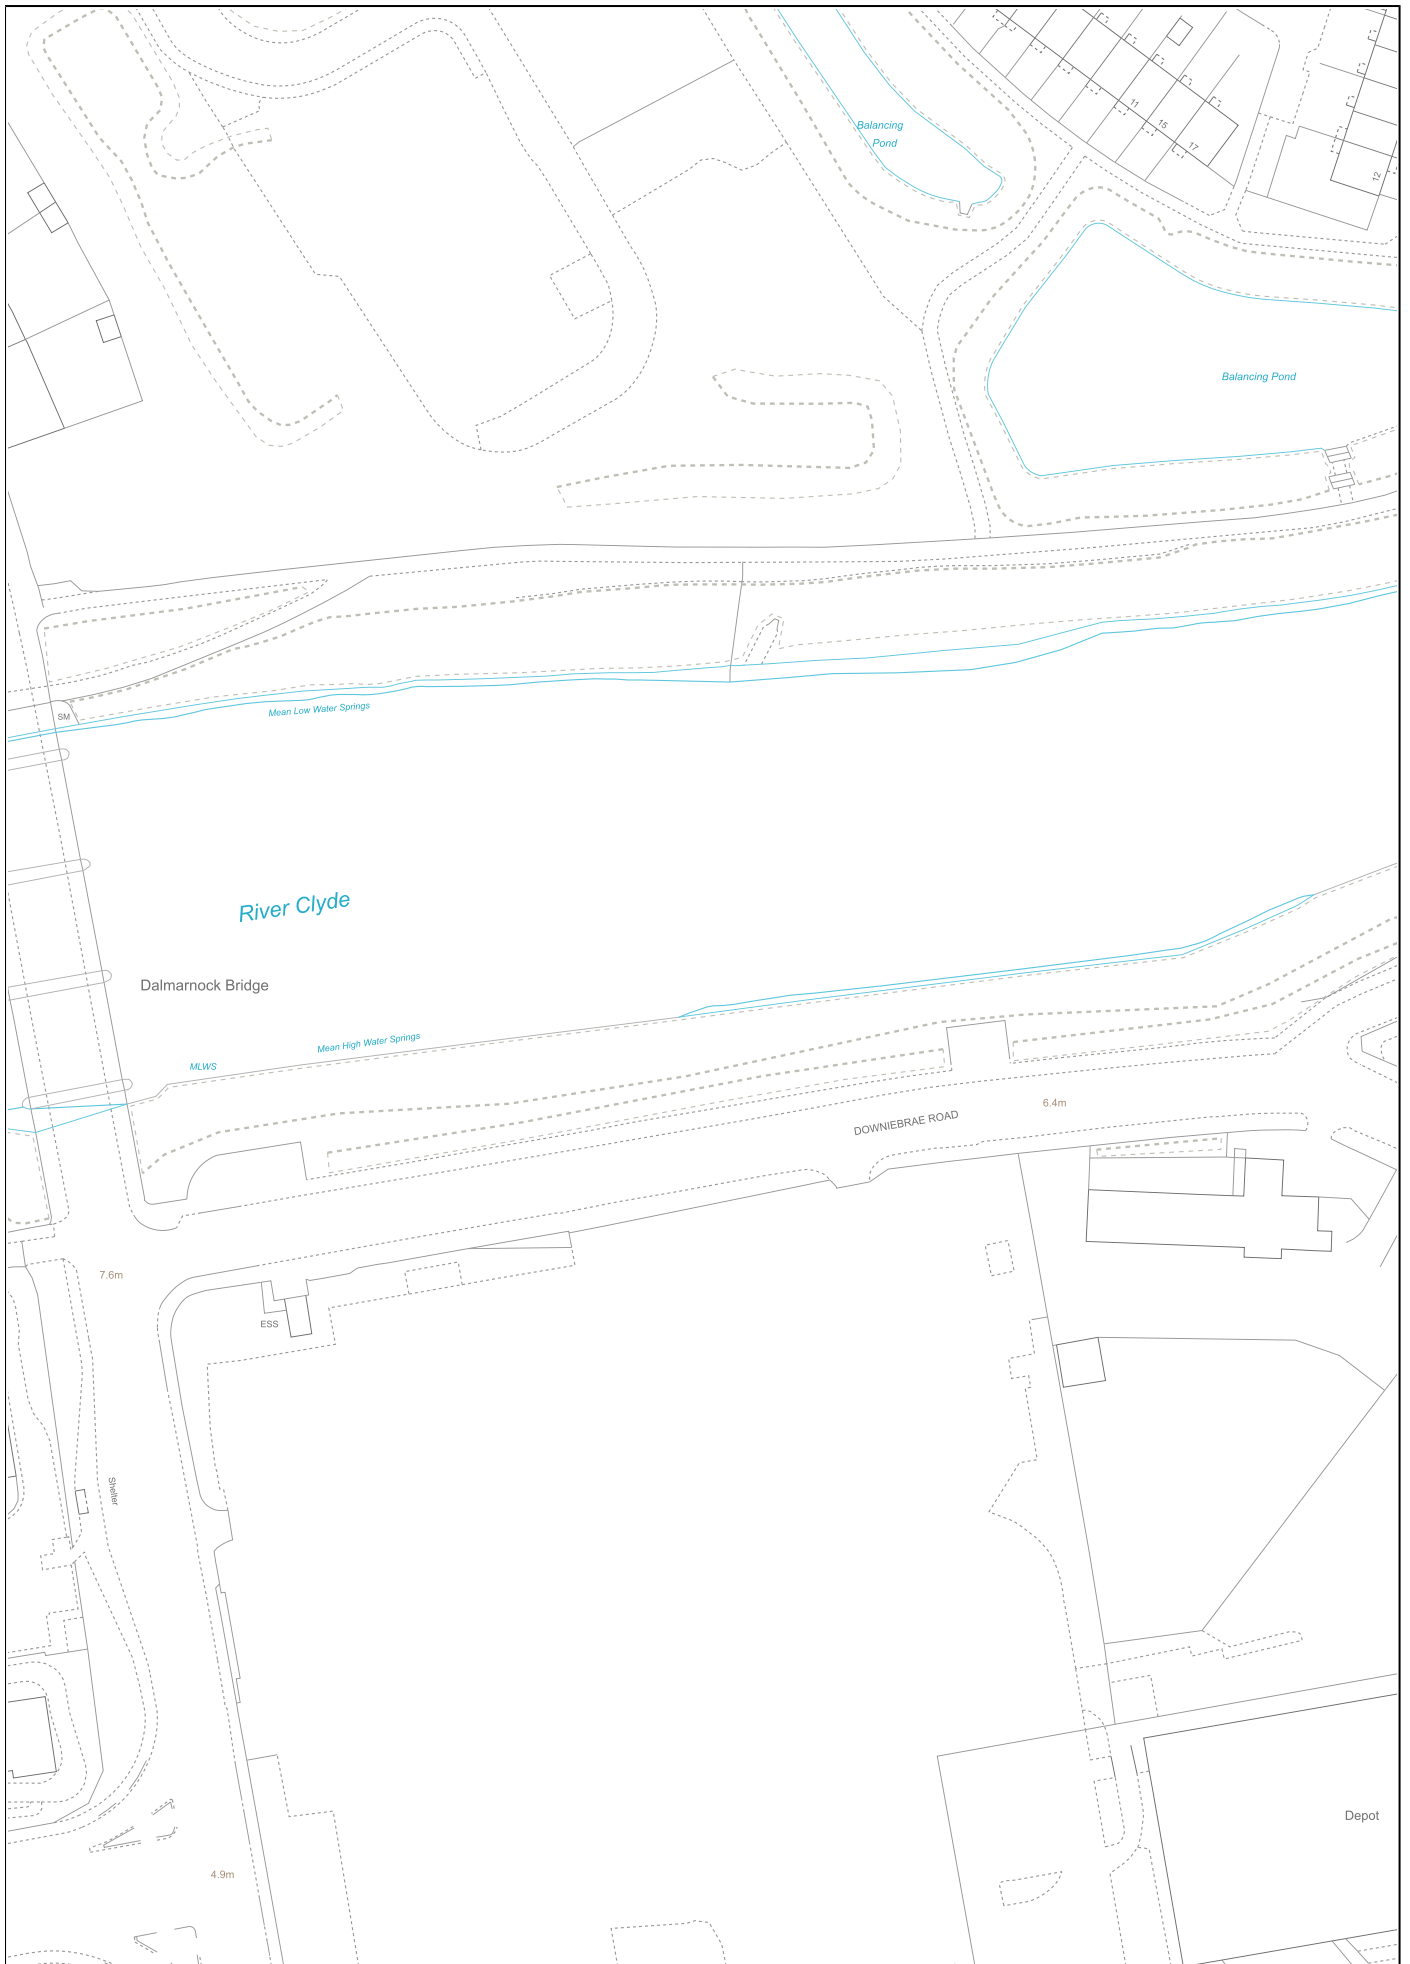 11
15
17
12
Balancing
Pond
Balancing Pond
SM
Mean Low Water Springs
River Clyde
Dalmarnock Bridge
Mean High Water Springs
MLWS
6.4m
DOWNIEBRAE ROAD
7.6m
ESS
Shelter
Depot
4.9m